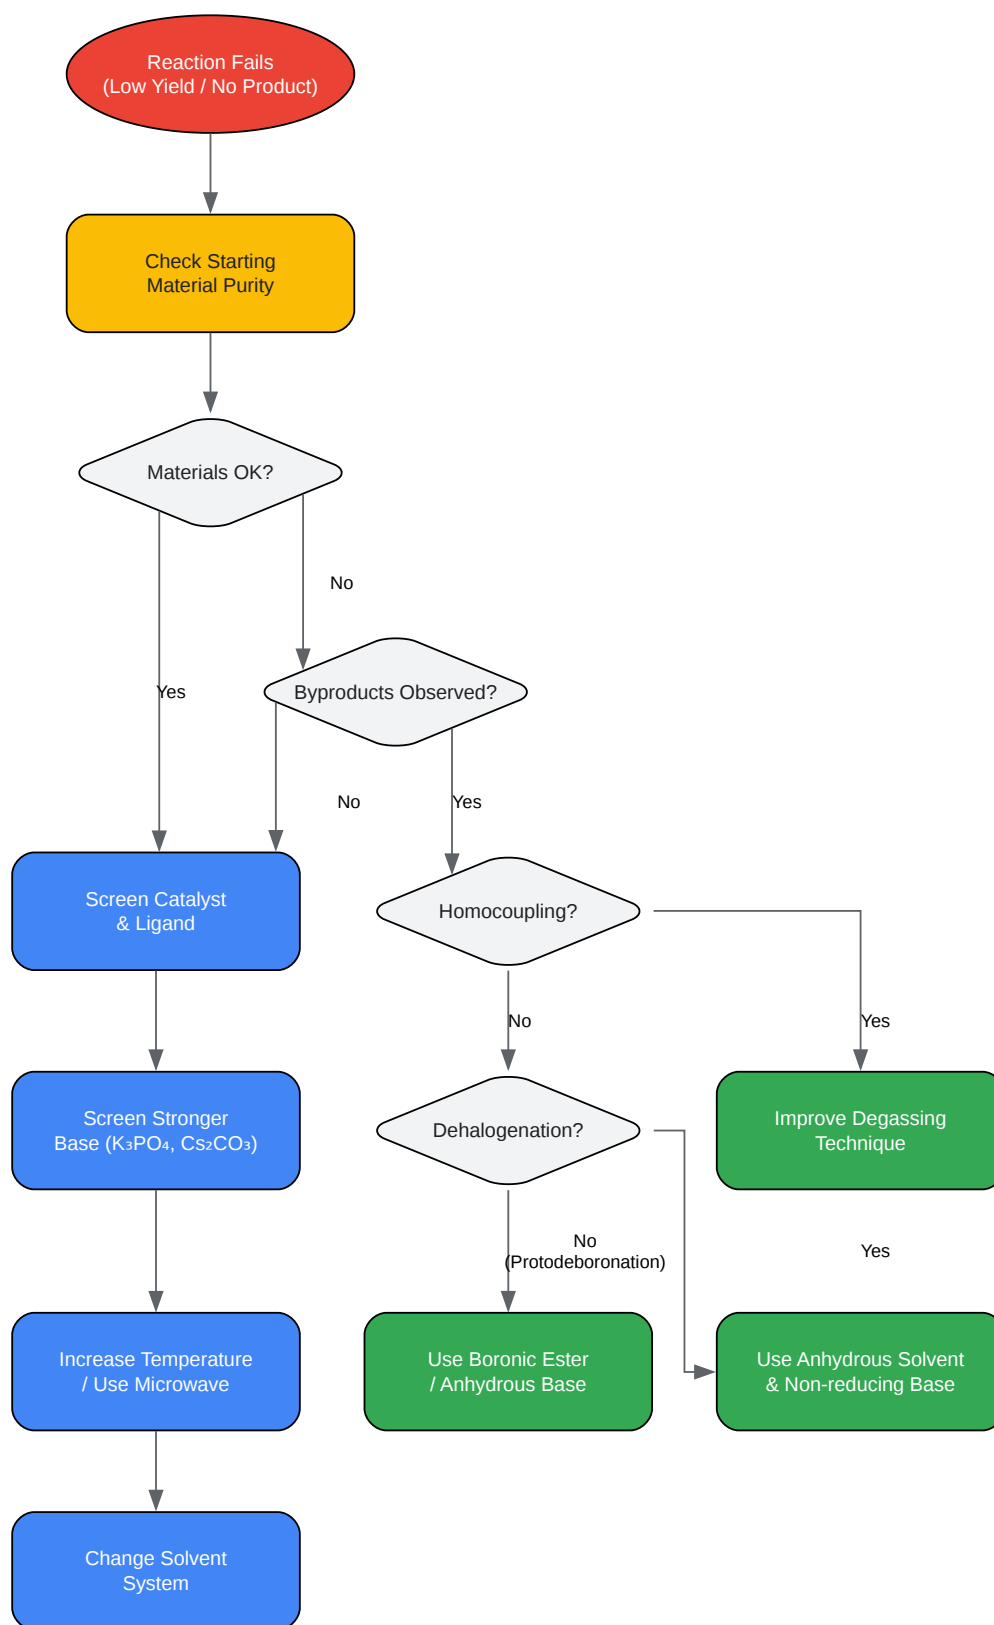 Reaction Fails
(Low Yield / No Product)
Check Starting
Material Purity
Materials OK?
No
Yes
Byproducts Observed?
No
Yes
Screen Catalyst
& Ligand
Homocoupling?
No
Yes
Screen Stronger
Base (K₃PO₄, Cs₂CO₃)
Dehalogenation?
Improve Degassing
Technique
No
(Protodeboronation)
Yes
Increase Temperature
/ Use Microwave
Use Boronic Ester
/ Anhydrous Base
Use Anhydrous Solvent
& Non-reducing Base
Change Solvent
System